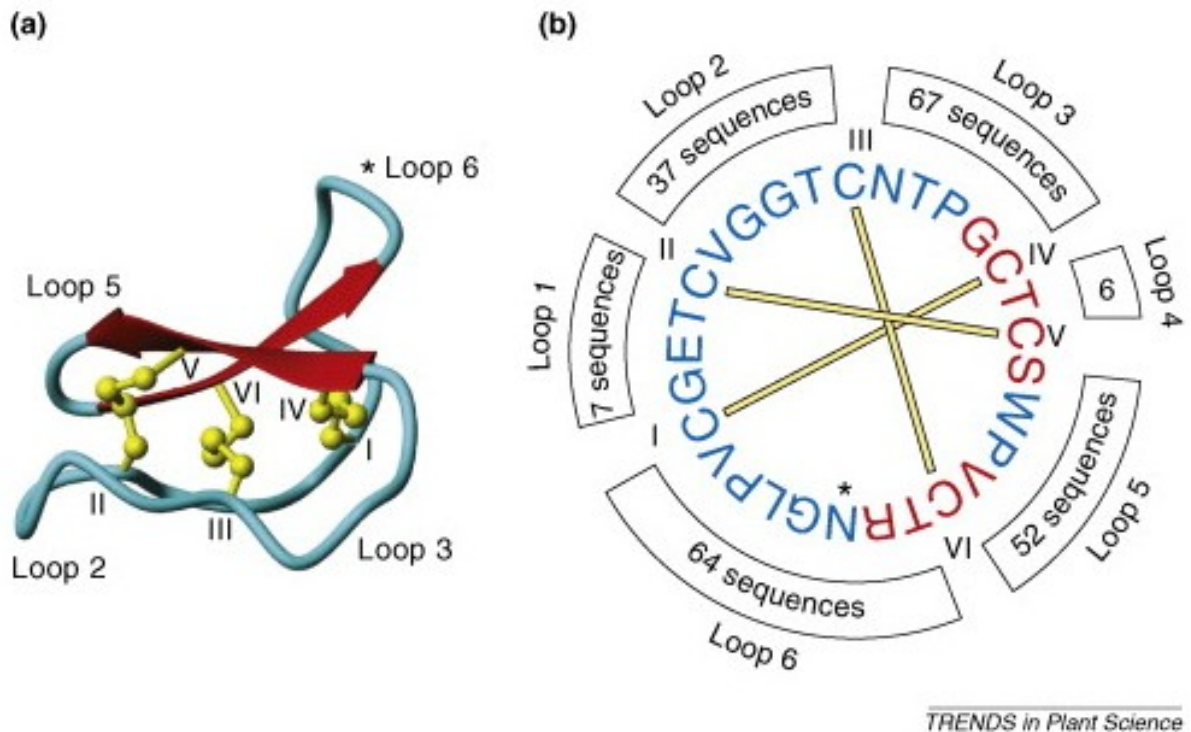 (a)
* Loop 6
Loop 5
V
VI
IV
I
II
III
Loop 2
Loop 3
(b)
Loop 2
37 sequences
Loop 3
67 sequences
III
II
IV
Loop 1
7 sequences
Loop 4
6
V
I
VI
CVGGTCNTPGCTCSWPVCTRNGLPVCGET
*
52 sequences
Loop 5
64 sequences
Loop 6
TRENDS in Plant Science